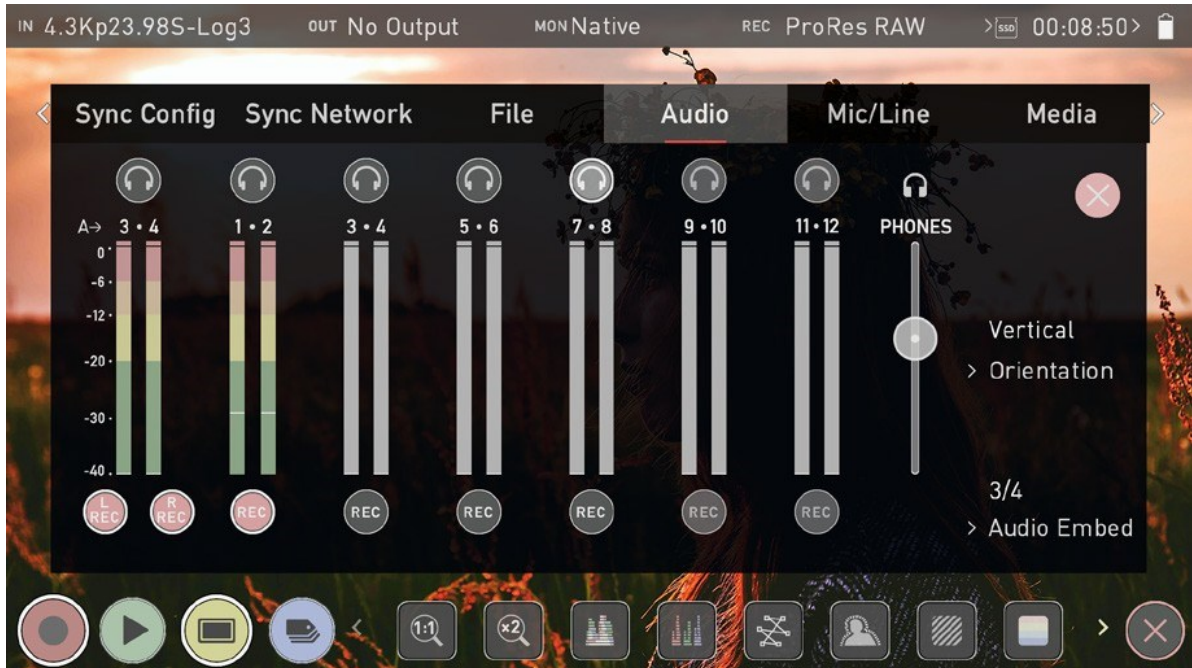 IN 4.3Kp23.98S-Log3 OUT No Output MON Native REC ProRes RAW SSD 00:08:50>
Sync Config Sync Network File Audio Mic/Line Media
A→ 3 • 4 1 • 2 3 • 4 5 • 6 7 • 8 9 • 10 11 • 12 PHONES
0
-6
-12
-20
-30
-40
Vertical
> Orientation
L REC R REC REC REC REC REC REC REC
3/4
> Audio Embed
1:1 x2